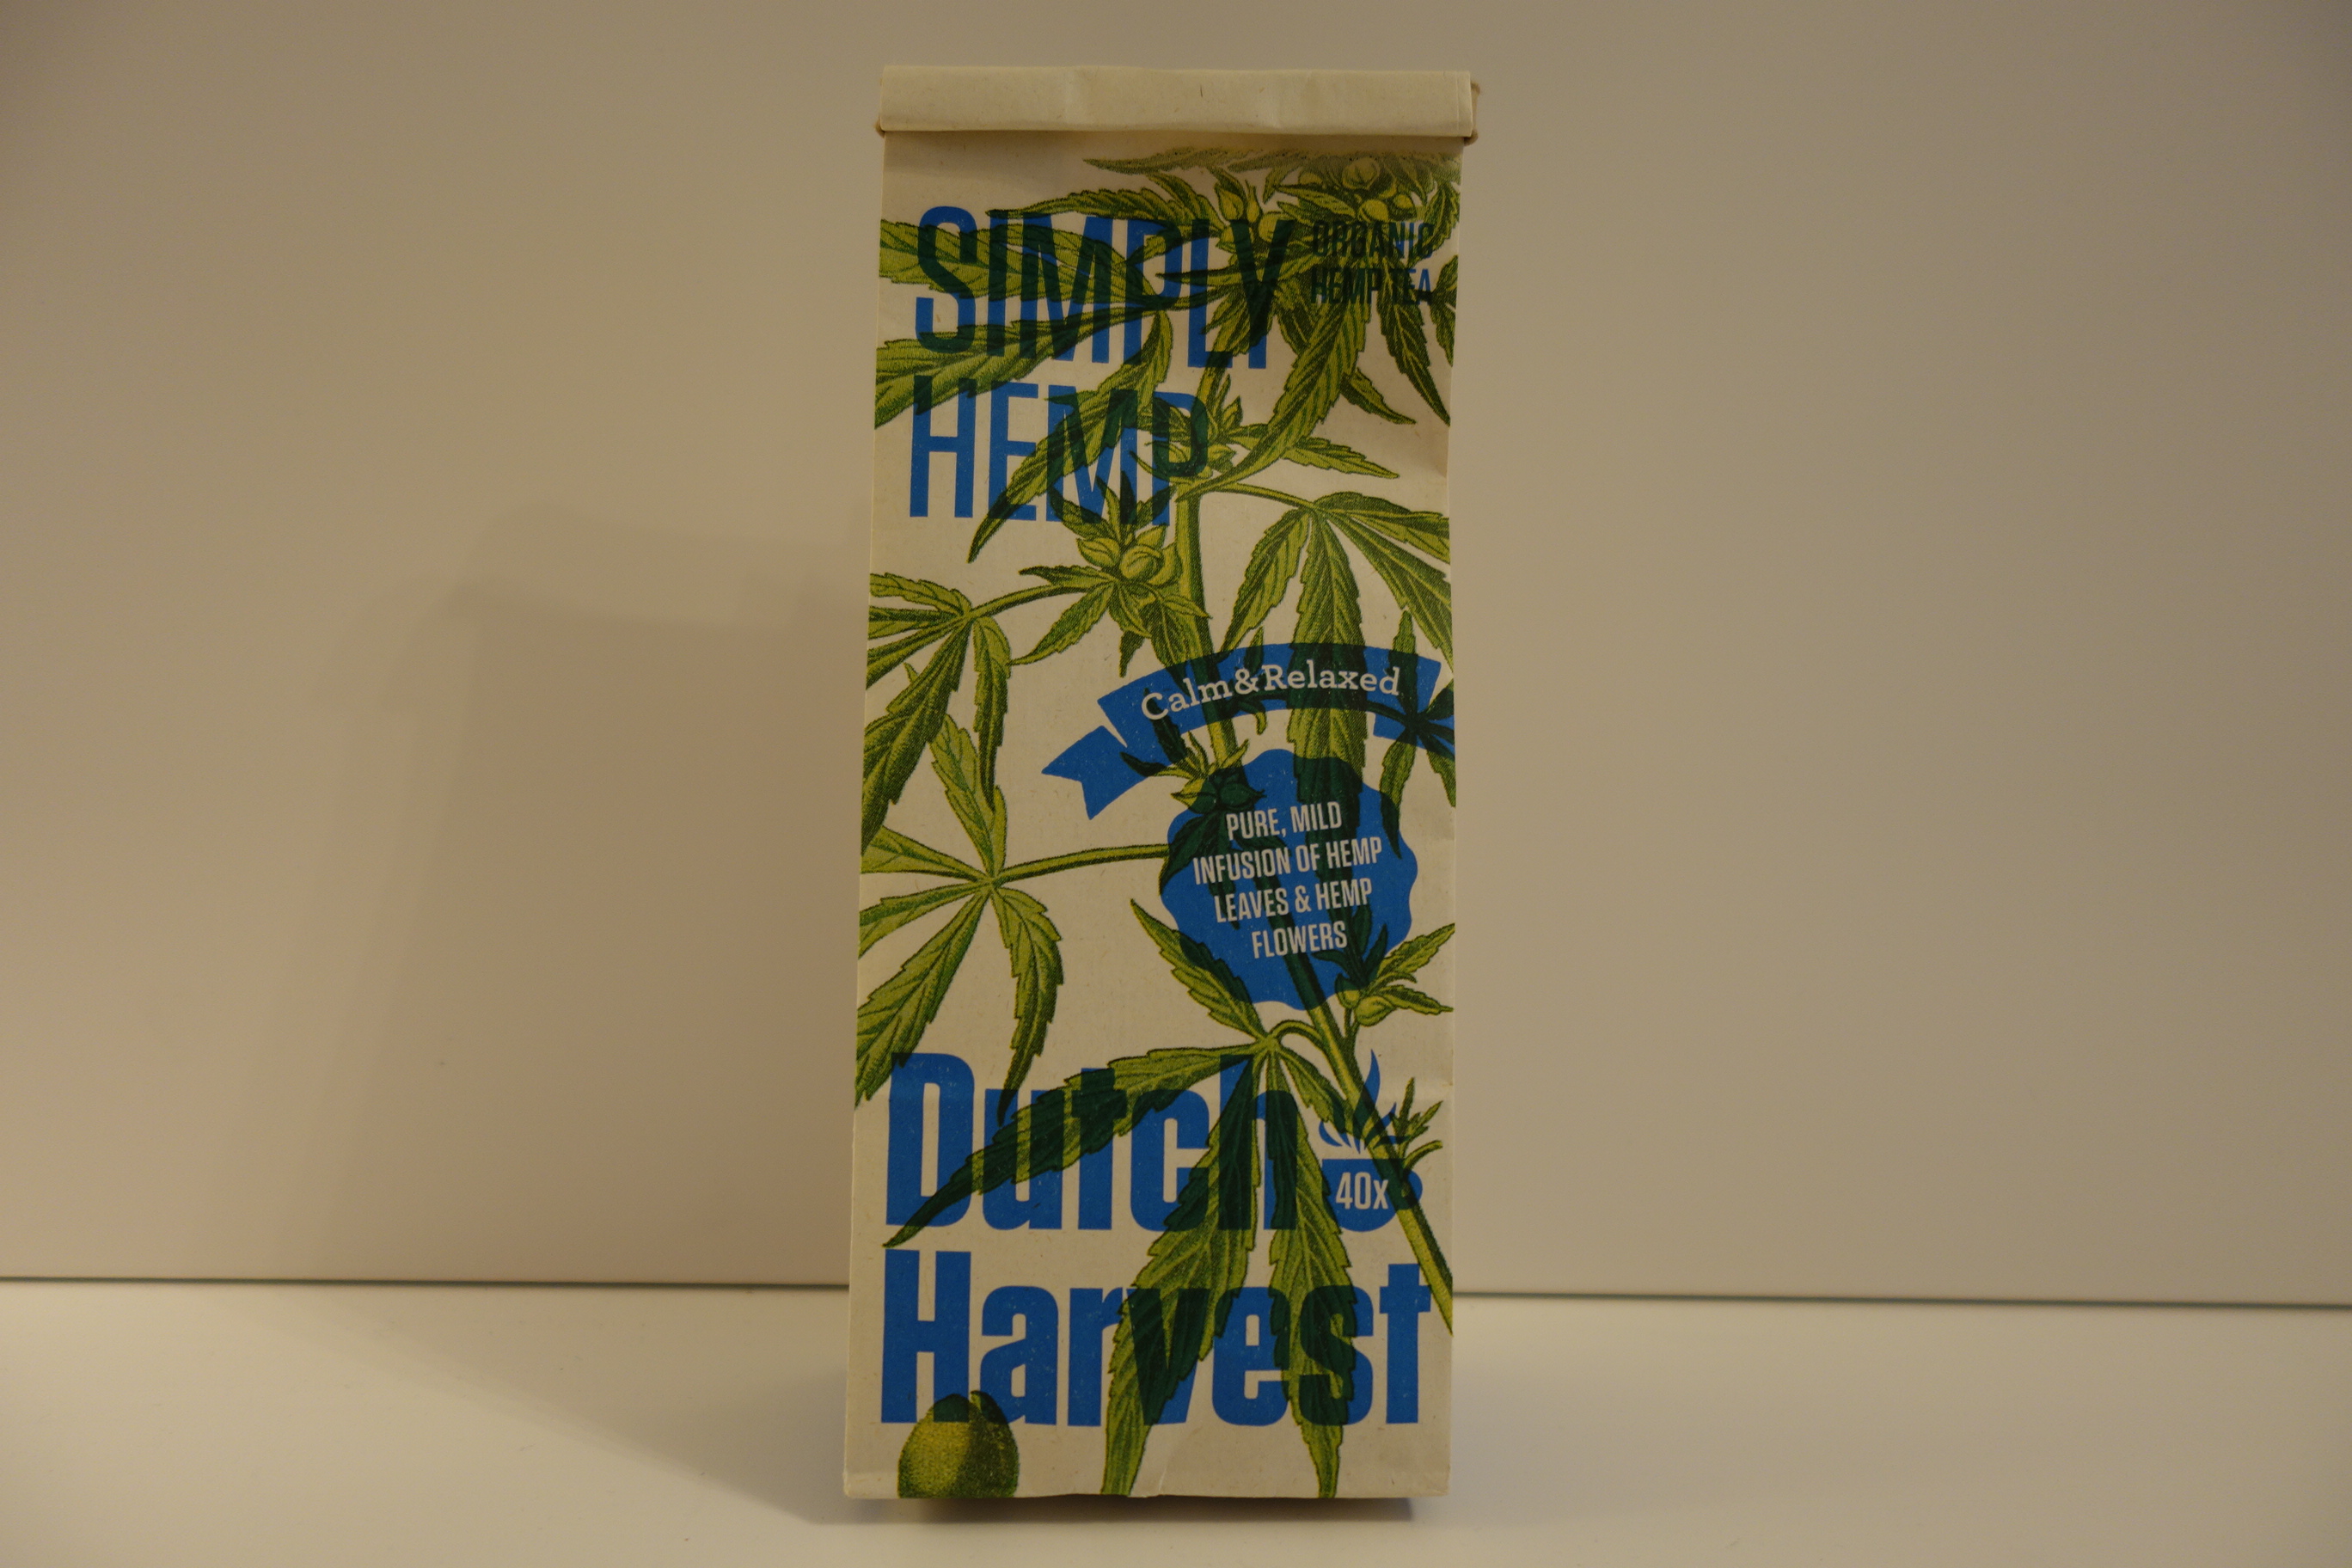 SIMPLY
HEMP
ORGANIC
HEMP TEA
Calm&Relaxed
PURE, MILD
INFUSION OF HEMP
LEAVES & HEMP
FLOWERS
Dutch
40x
Harvest